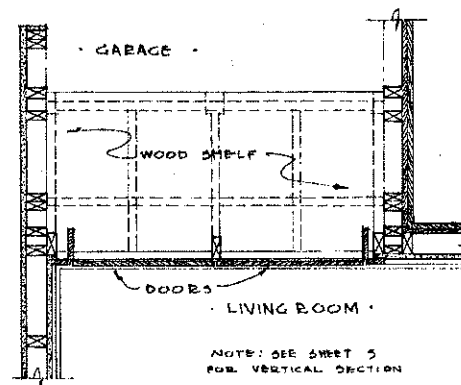 · GARAGE ·
WOOD SHELF
DOORS
· LIVING ROOM ·
NOTE: SEE SHEET 5
FOR VERTICAL SECTION